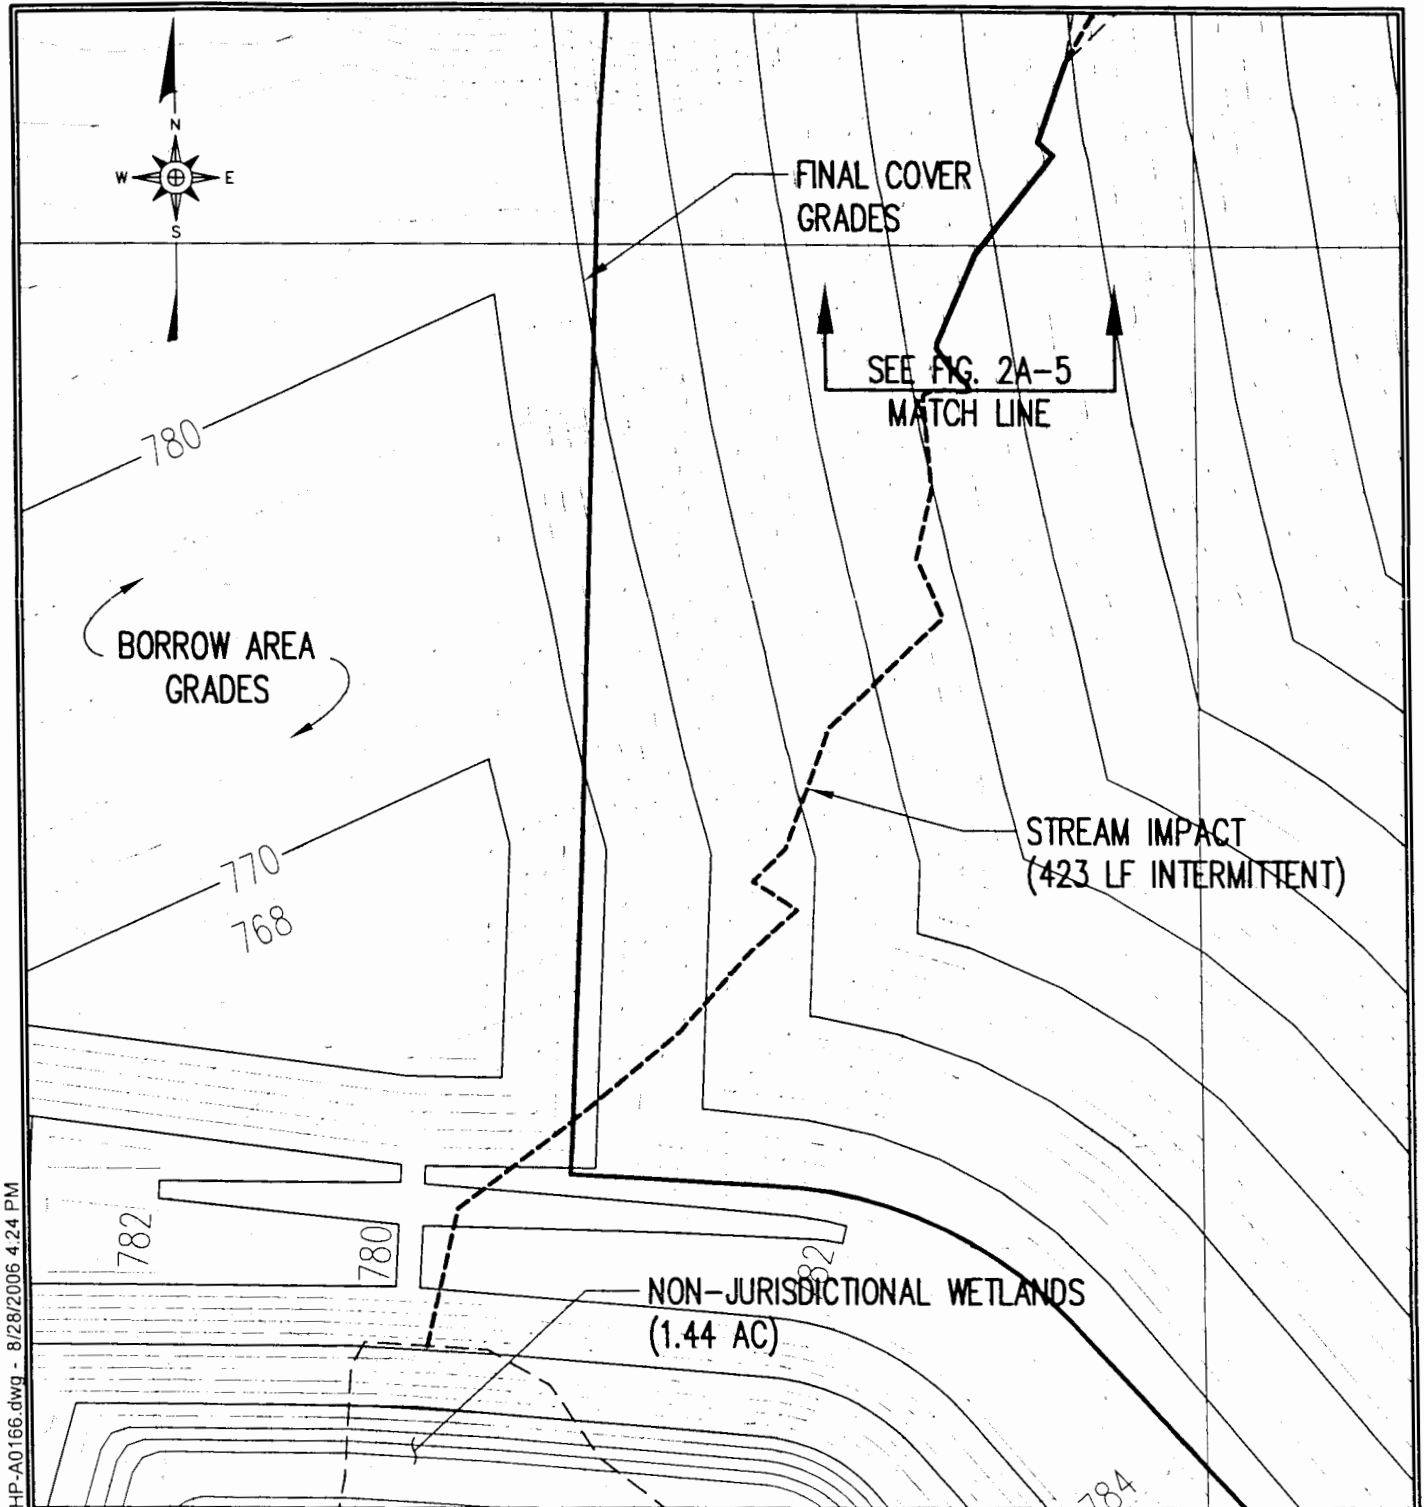 N
W E
S
FINAL COVER
GRADES
SEE FIG. 2A-5
MATCH LINE
780
BORROW AREA
GRADES
STREAM IMPACT
(423 LF INTERMITTENT)
770
768
782
780
82
NON-JURISDICTIONAL WETLANDS
(1.44 AC)
784
HP-A0166.dwg - 8/28/2006 4:24 PM